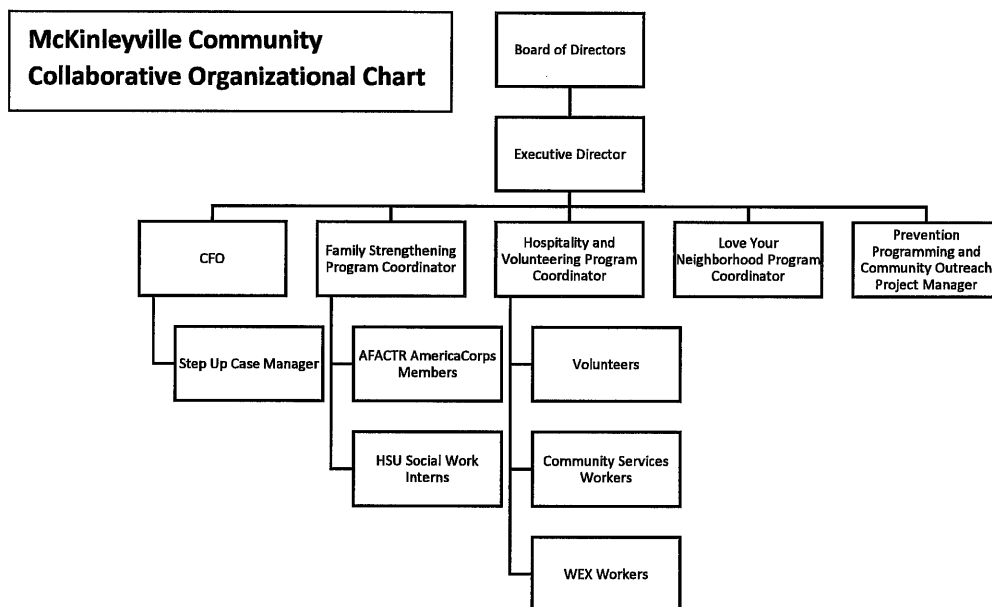 McKinleyville Community
Collaborative Organizational Chart
Board of Directors
Executive Director
CFO
Family Strengthening
Program Coordinator
Hospitality and
Volunteering Program
Coordinator
Love Your
Neighborhood Program
Coordinator
Prevention
Programming and
Community Outreach
Project Manager
Step Up Case Manager
AFACTR AmericaCorps
Members
Volunteers
HSU Social Work
Interns
Community Services
Workers
WEX Workers